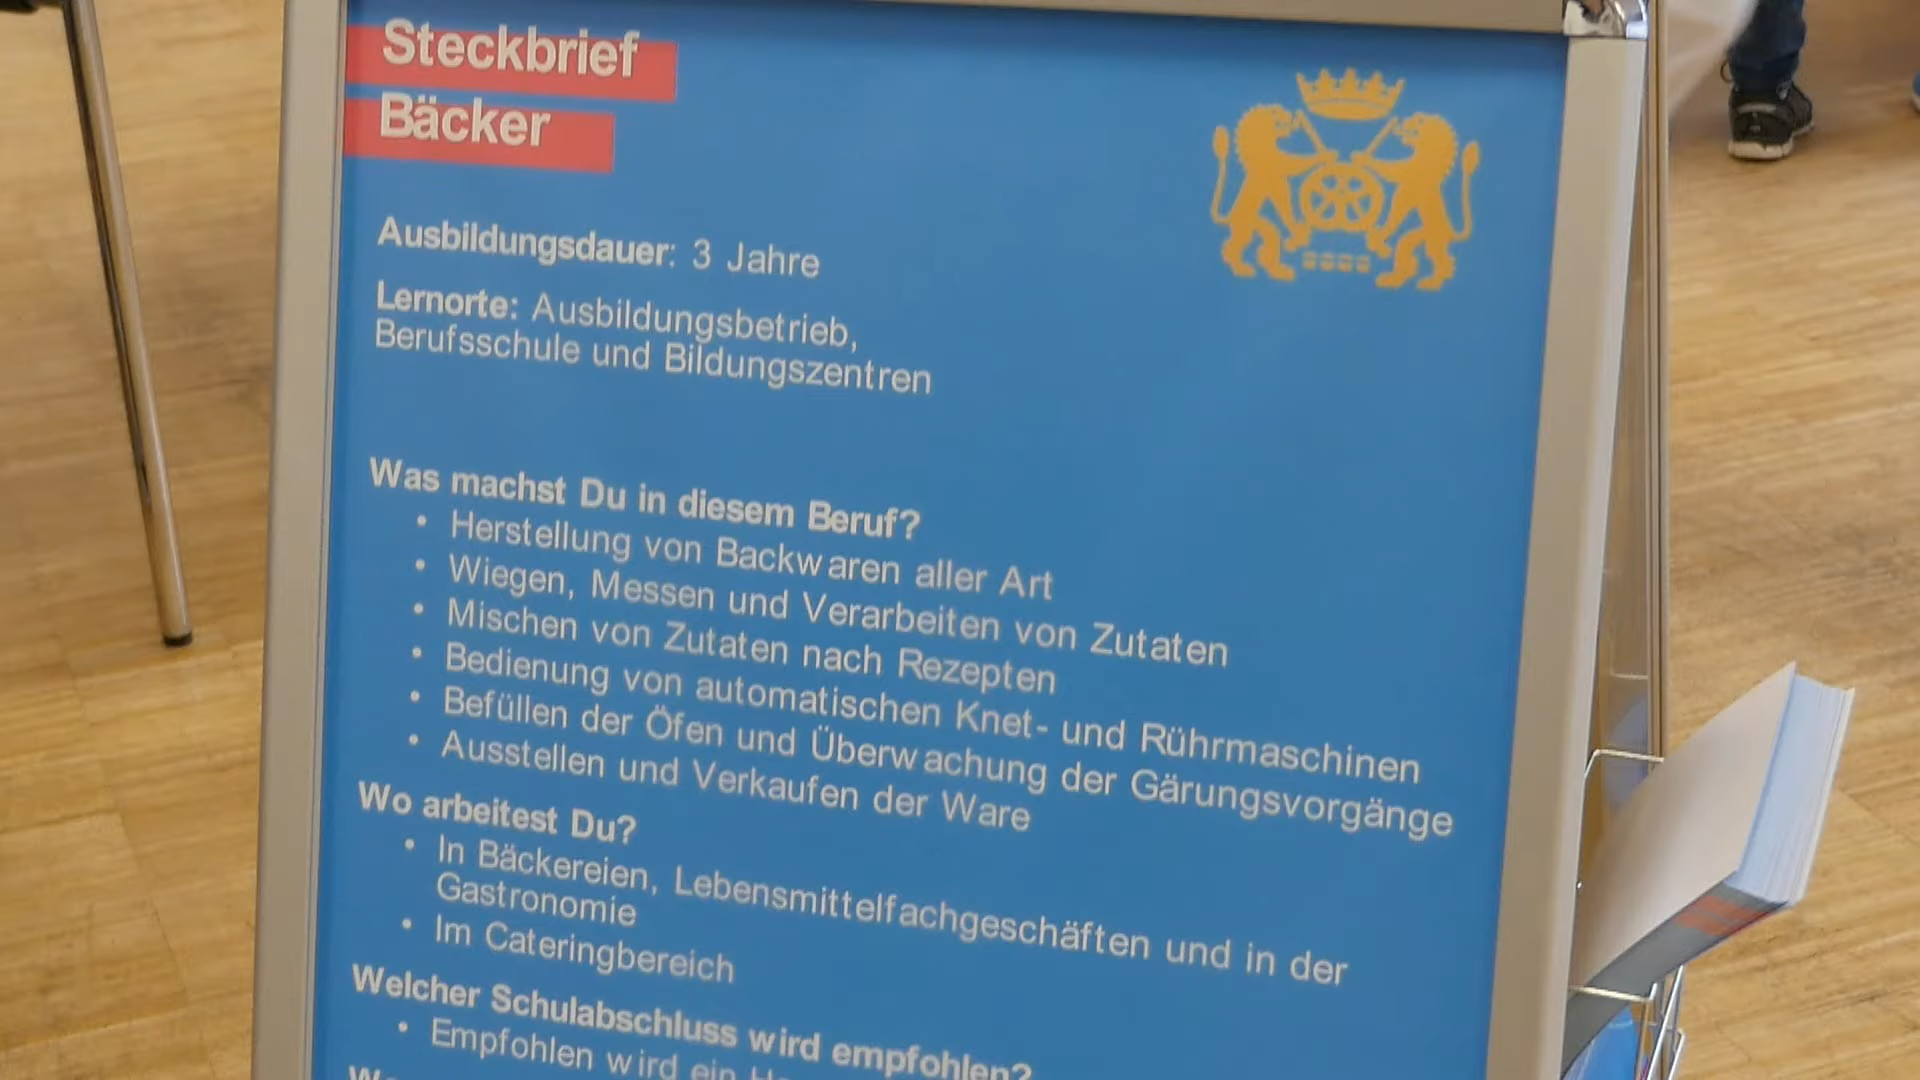 Steckbrief
Bäcker
Ausbildungsdauer: 3 Jahre
Lernorte: Ausbildungsbetrieb,
Berufsschule und Bildungszentren
Was machst Du in diesem Beruf?
• Herstellung von Backwaren aller Art
• Wiegen, Messen und Verarbeiten von Zutaten
• Mischen von Zutaten nach Rezepten
• Bedienung von automatischen Knet- und Rührmaschinen
• Befüllen der Öfen und Überwachung der Gärungsvorgänge
• Ausstellen und Verkaufen der Ware
Wo arbeitest Du?
• In Bäckereien, Lebensmittelfachgeschäften und in der
Gastronomie
• Im Cateringbereich
Welcher Schulabschluss wird empfohlen?
• Empfohlen wird ein